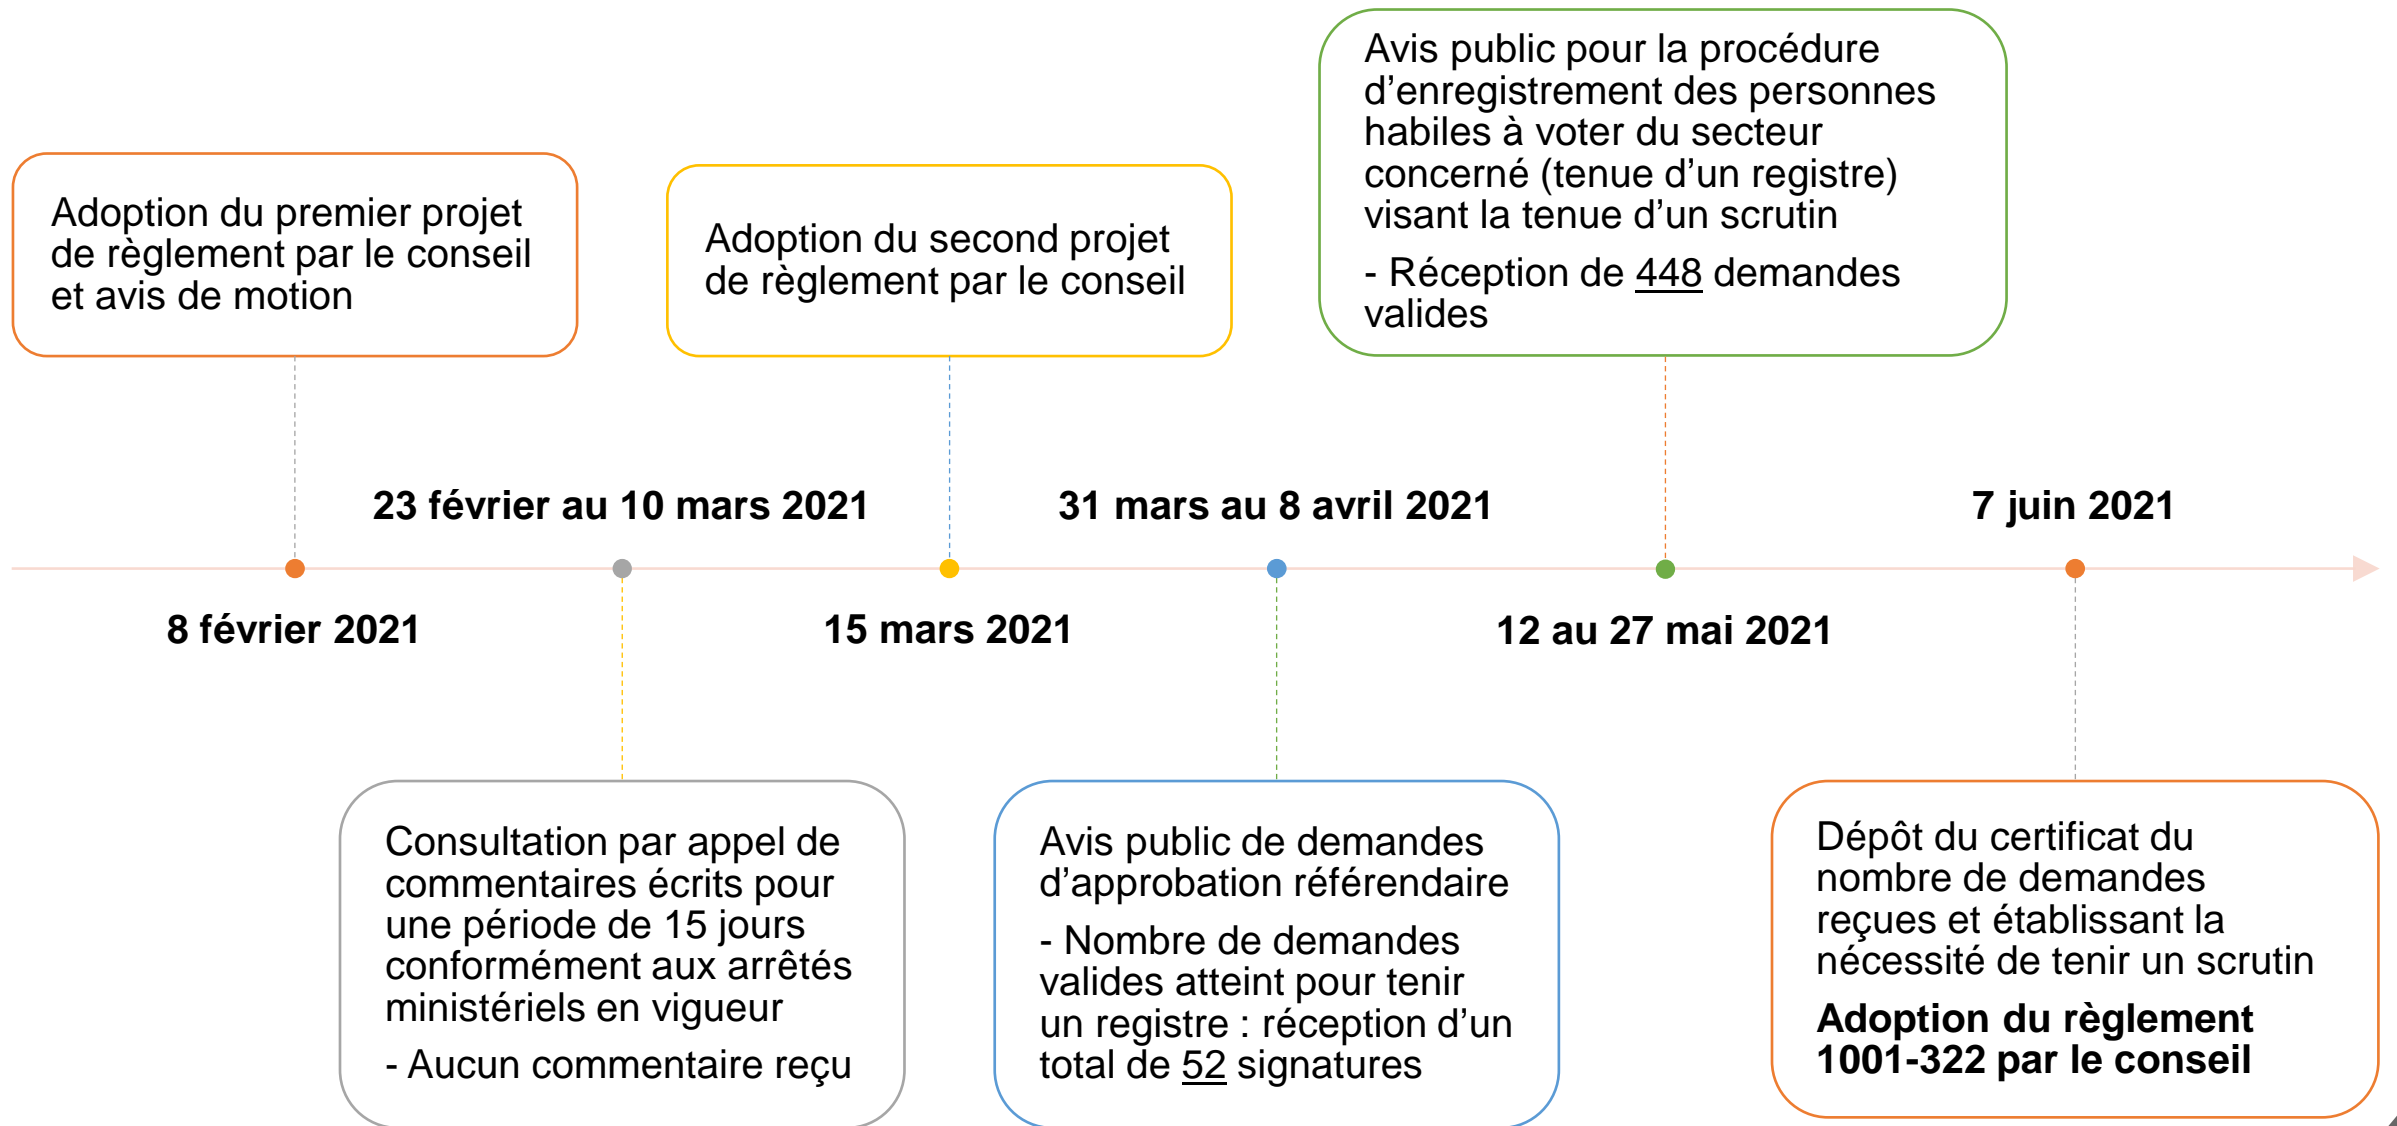 Adoption du premier projet
de règlement par le conseil
et avis de motion
8 février 2021
23 février au 10 mars 2021
Consultation par appel de
commentaires écrits pour
une période de 15 jours
conformément aux arrêtés
ministériels en vigueur
- Aucun commentaire reçu
Adoption du second projet
de règlement par le conseil
15 mars 2021
31 mars au 8 avril 2021
Avis public de demandes
d’approbation référendaire
- Nombre de demandes
valides atteint pour tenir
un registre : réception d’un
total de 52 signatures
Avis public pour la procédure
d’enregistrement des personnes
habiles à voter du secteur
concerné (tenue d’un registre)
visant la tenue d’un scrutin
- Réception de 448 demandes
valides
12 au 27 mai 2021
7 juin 2021
Dépôt du certificat du
nombre de demandes
reçues et établissant la
nécessité de tenir un scrutin
Adoption du règlement
1001-322 par le conseil